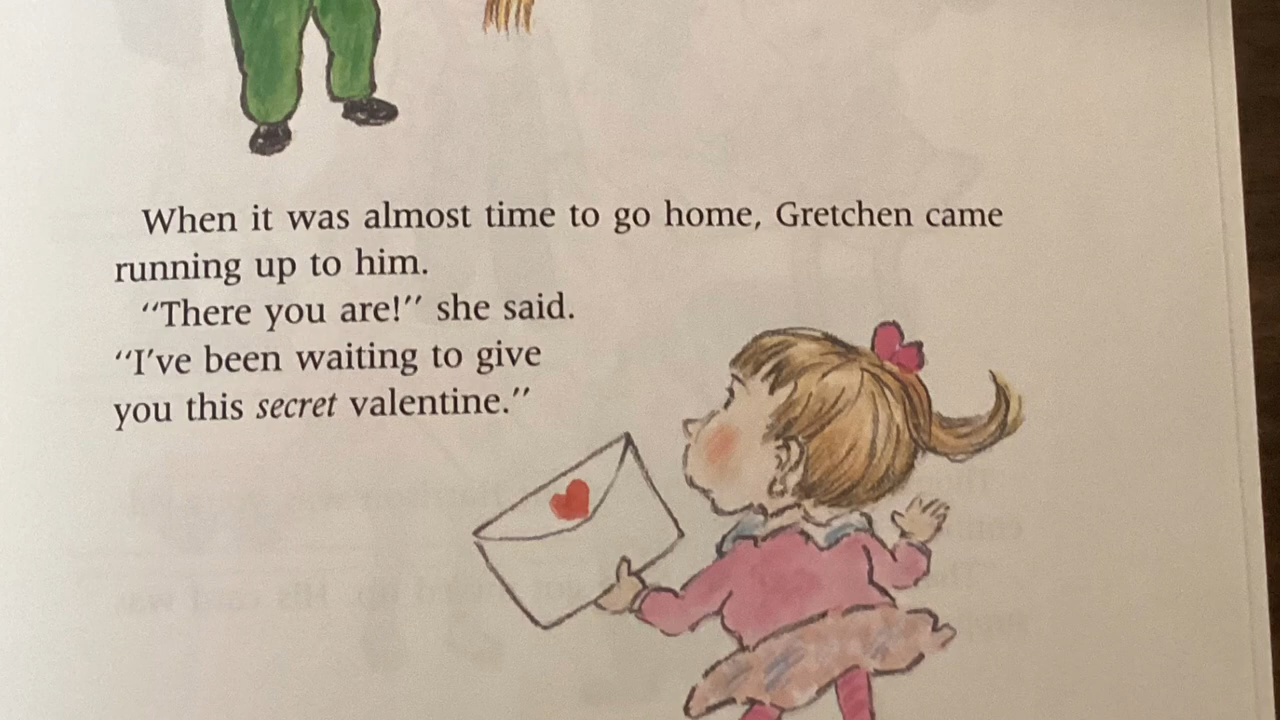 When it was almost time to go home, Gretchen came
running up to him.
“There you are!” she said.
“I’ve been waiting to give
you this secret valentine.”